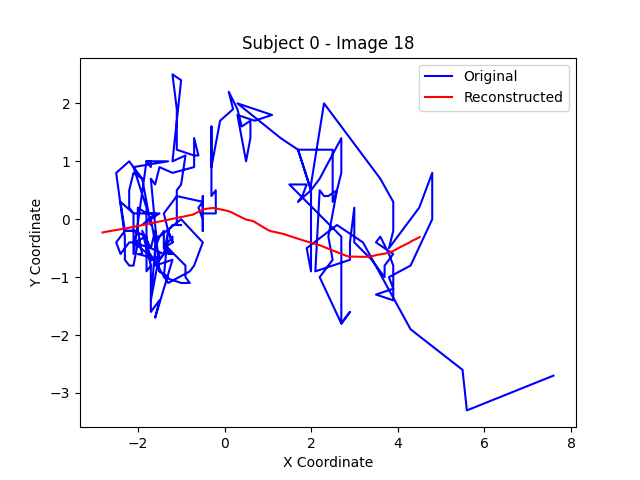 Subject 0 - Image 18
Original
Reconstructed
Y Coordinate
2
1
0
−1
−2
−3
−2
0
2
4
6
8
X Coordinate